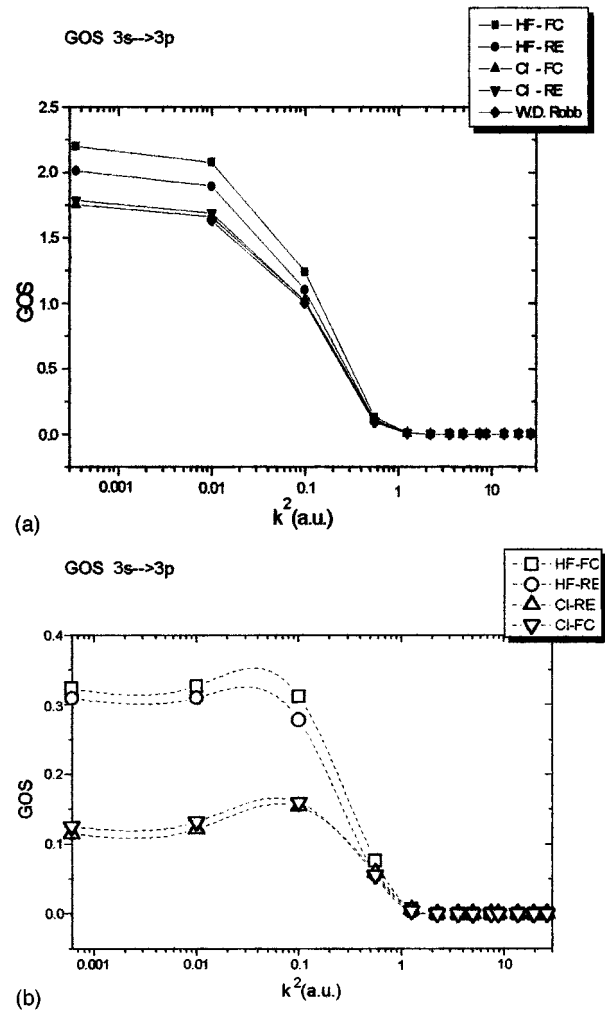 GOS 3s-->3p
HF - FC
HF - RE
CI - FC
CI - RE
W.D. Robb
2.5
2.0
1.5
1.0
0.5
0.0
GOS
0.001
0.01
0.1
1
10
k²(a.u.)
(a)
GOS 3s-->3p
HF-FC
HF-RE
CI-RE
CI-FC
0.4
0.3
0.2
0.1
0.0
GOS
0.001
0.01
0.1
1
10
k²(a.u.)
(b)